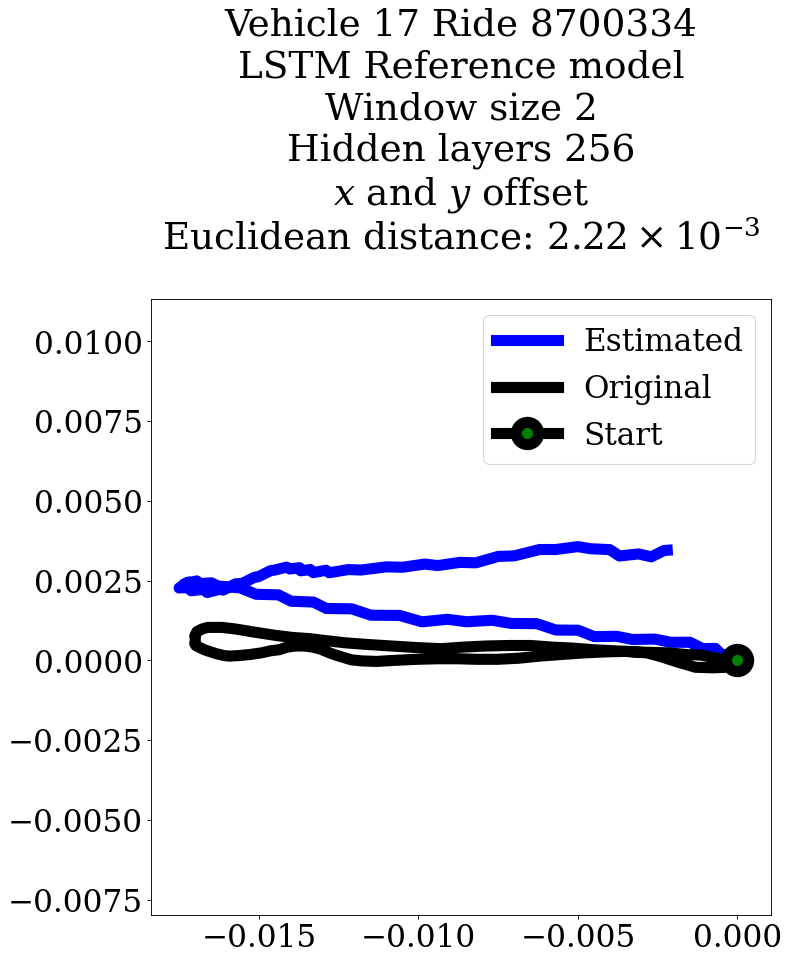 Vehicle 17 Ride 8700334
LSTM Reference model
Window size 2
Hidden layers 256
x and y offset
Euclidean distance: 2.22 × 10⁻³
Estimated
Original
Start
0.0100
0.0075
0.0050
0.0025
0.0000
−0.0025
−0.0050
−0.0075
−0.015 −0.010 −0.005 0.000